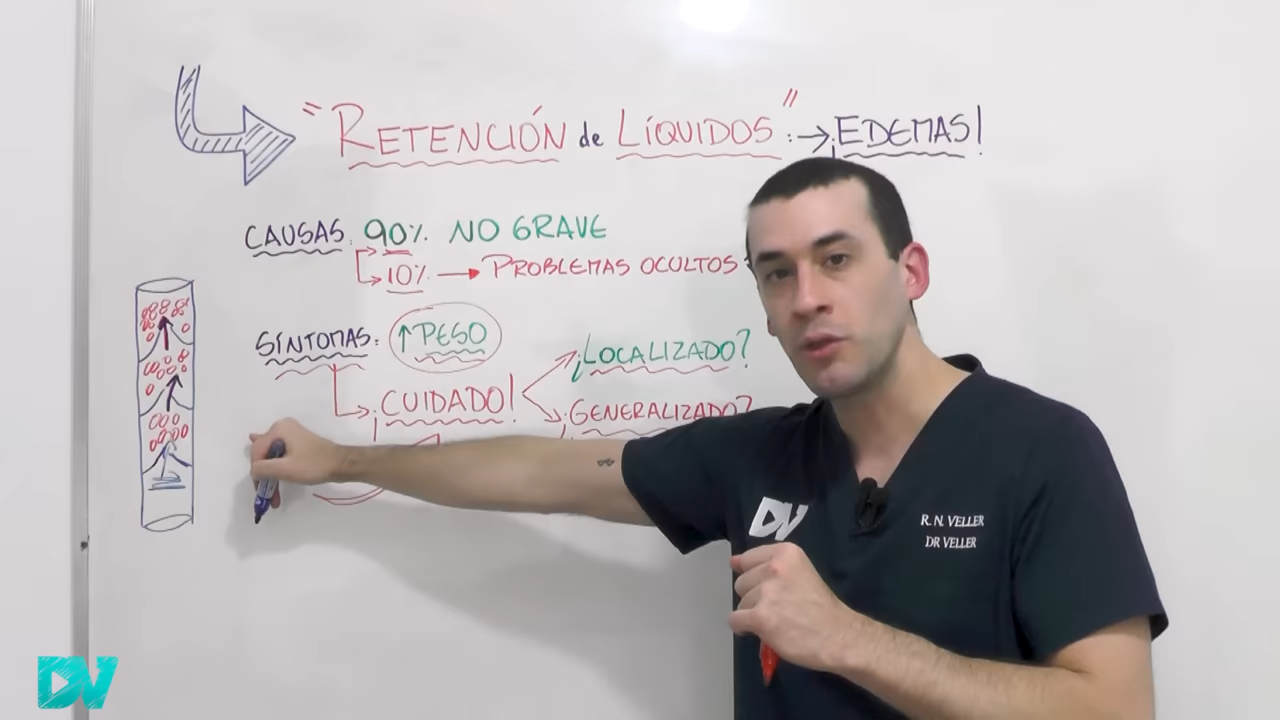 "RETENCIÓN de LÍQUIDOS": → ¡EDEMAS!
CAUSAS: 90% NO GRAVE
10% → PROBLEMAS OCULTOS
SÍNTOMAS: ↑PESO
¡CUIDADO!
¿LOCALIZADO?
¿GENERALIZADO?
DV
R. N. VELLER
DR VELLER
DV